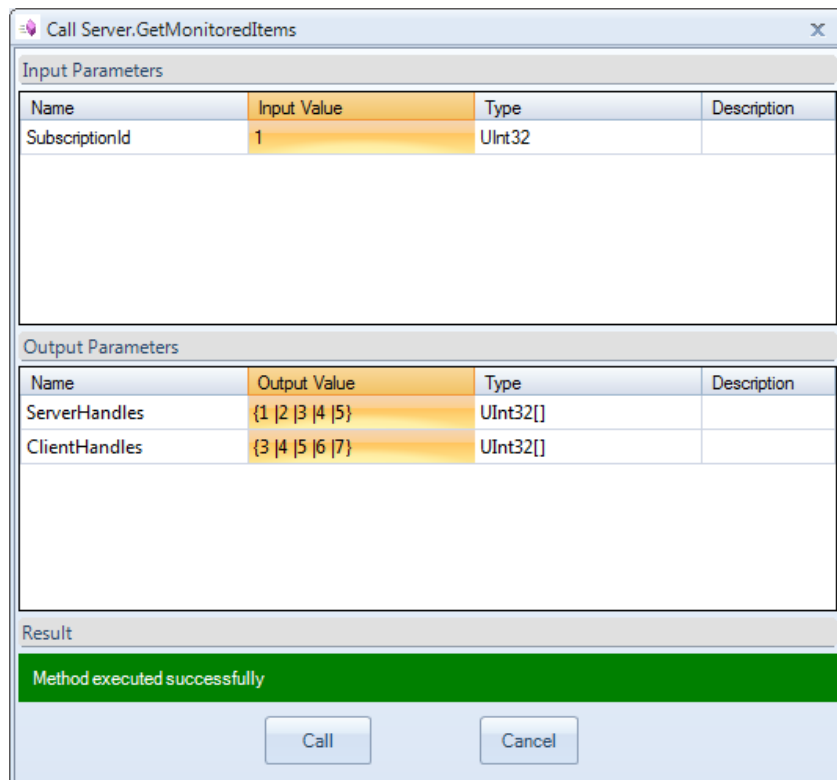 Call Server.GetMonitoredItems
Input Parameters
Name Input Value Type Description
SubscriptionId 1 UInt32
Output Parameters
Name Output Value Type Description
ServerHandles {1 |2 |3 |4 |5} UInt32[]
ClientHandles {3 |4 |5 |6 |7} UInt32[]
Result
Method executed successfully
Call Cancel